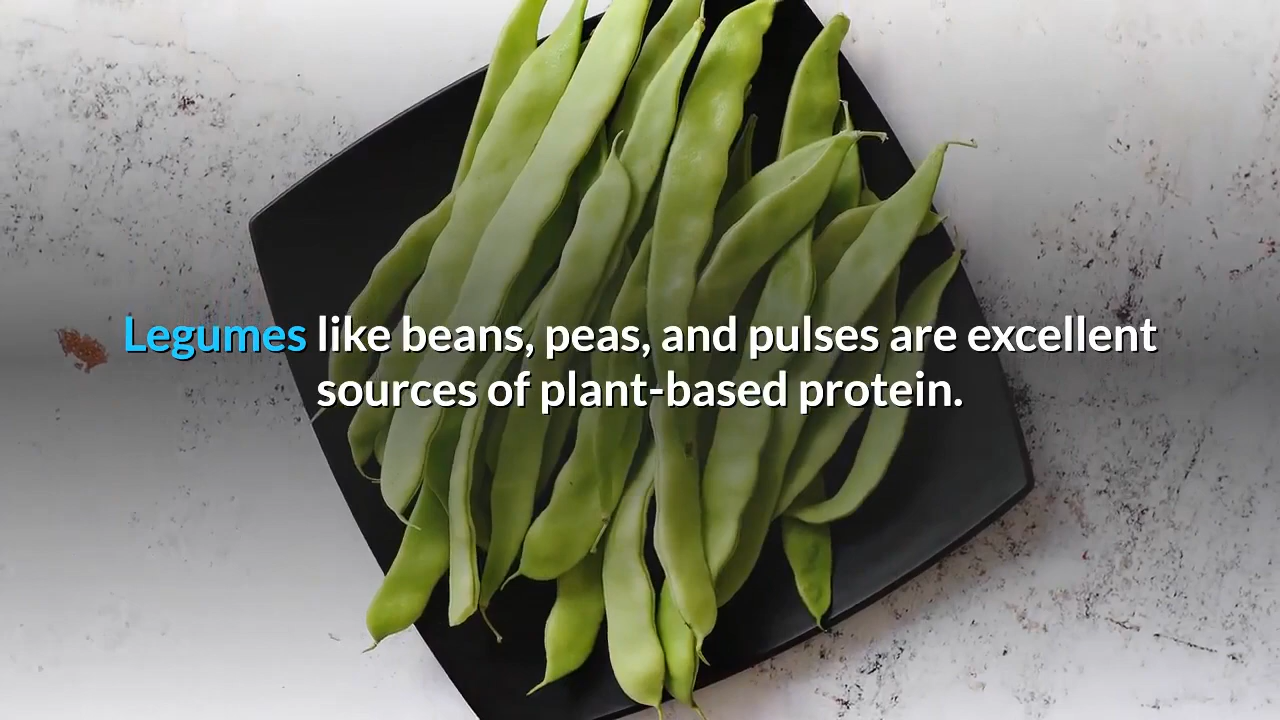 Legumes like beans, peas, and pulses are excellent
sources of plant-based protein.